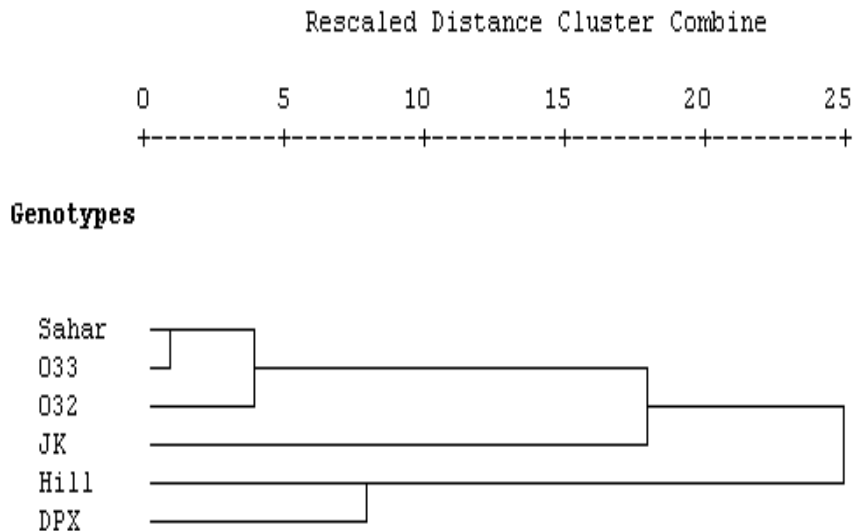 Rescaled Distance Cluster Combine
0 5 10 15 20 25
+---------+---------+---------+---------+---------+
Genotypes
Sahar
033
032
JK
Hill
DPX